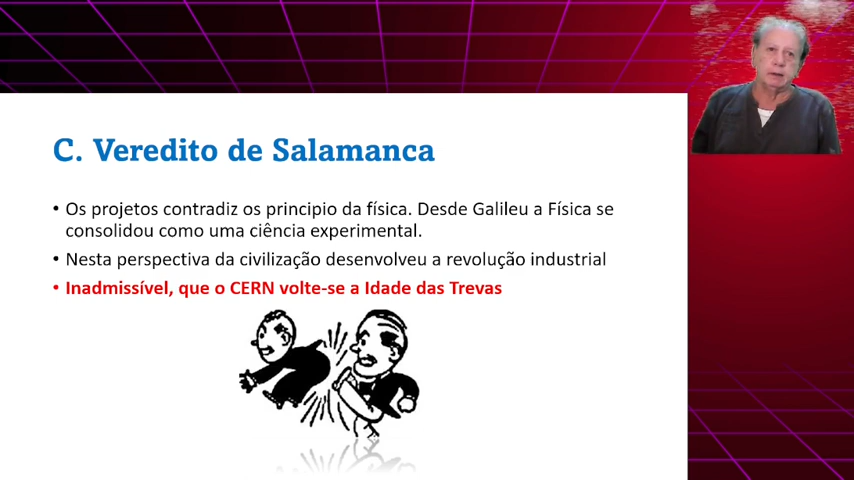 C. Veredito de Salamanca
• Os projetos contradiz os principio da física. Desde Galileu a Física se
consolidou como uma ciência experimental.
• Nesta perspectiva da civilização desenvolveu a revolução industrial
• Inadmissível, que o CERN volte-se a Idade das Trevas